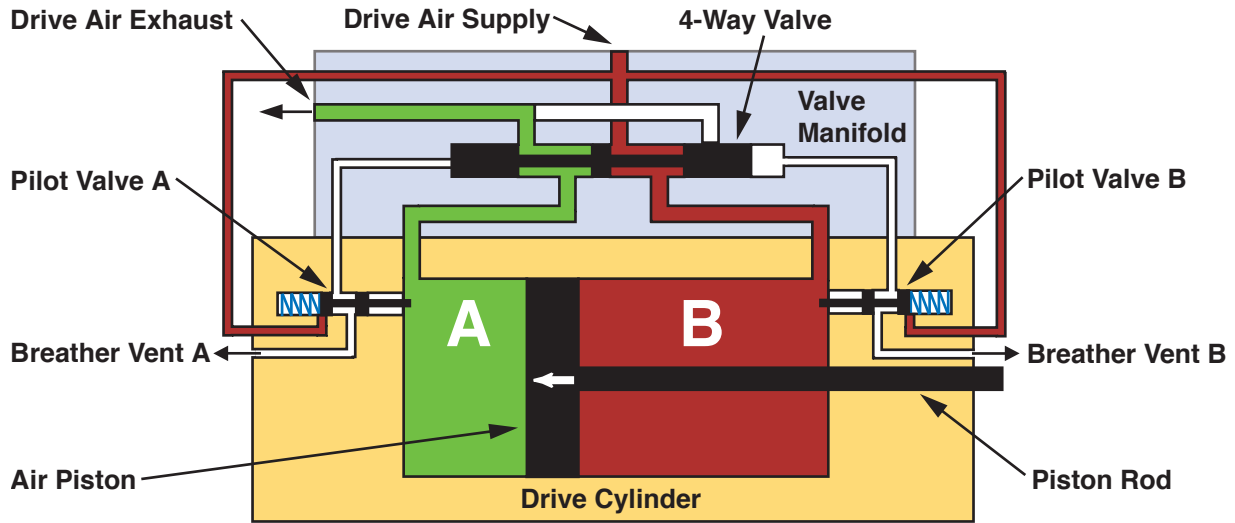 Drive Air Exhaust
Drive Air Supply
4-Way Valve
Valve
Manifold
Pilot Valve A
Pilot Valve B
A
B
Breather Vent A
Breather Vent B
Air Piston
Piston Rod
Drive Cylinder